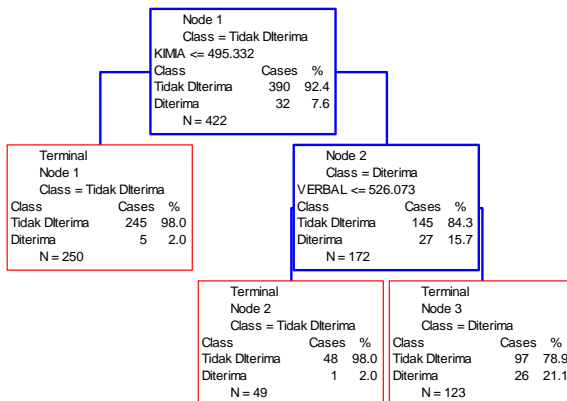 Node 1
Class = Tidak DIterima
KIMIA <= 495.332
Class Cases %
Tidak DIterima 390 92.4
Diterima 32 7.6
N = 422
Terminal
Node 1
Class = Tidak DIterima
Class Cases %
Tidak DIterima 245 98.0
Diterima 5 2.0
N = 250
Node 2
Class = Diterima
VERBAL <= 526.073
Class Cases %
Tidak DIterima 145 84.3
Diterima 27 15.7
N = 172
Terminal
Node 2
Class = Tidak DIterima
Class Cases %
Tidak DIterima 48 98.0
Diterima 1 2.0
N = 49
Terminal
Node 3
Class = Diterima
Class Cases %
Tidak DIterima 97 78.9
Diterima 26 21.1
N = 123